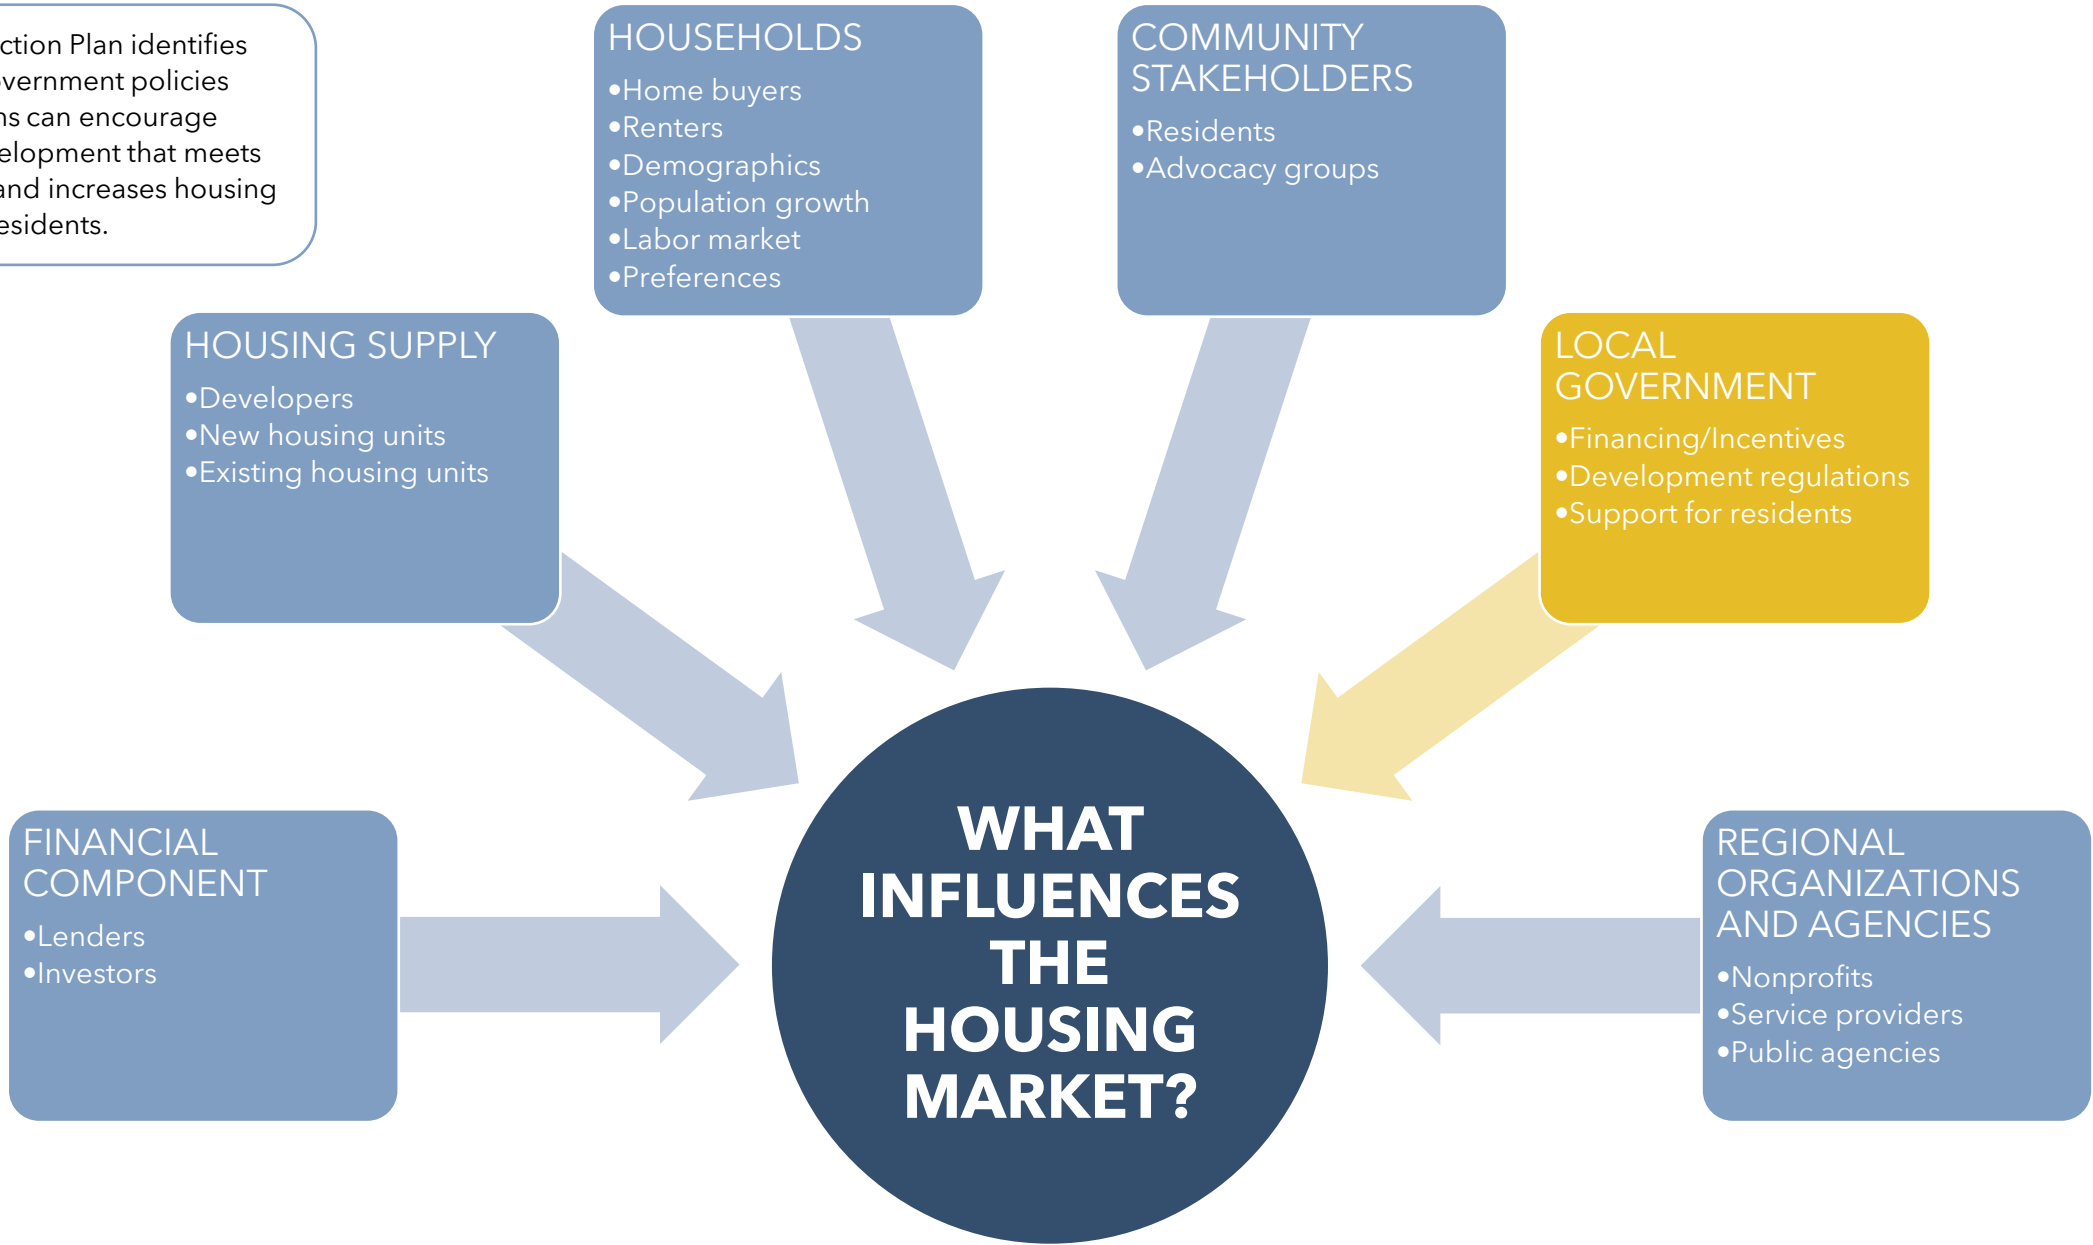 ction Plan identifies
vernment policies
ns can encourage
elopment that meets
and increases housing
esidents.
HOUSEHOLDS
•Home buyers
•Renters
•Demographics
•Population growth
•Labor market
•Preferences
COMMUNITY
STAKEHOLDERS
•Residents
•Advocacy groups
HOUSING SUPPLY
•Developers
•New housing units
•Existing housing units
LOCAL
GOVERNMENT
•Financing/Incentives
•Development regulations
•Support for residents
FINANCIAL
COMPONENT
•Lenders
•Investors
WHAT
INFLUENCES
THE
HOUSING
MARKET?
REGIONAL
ORGANIZATIONS
AND AGENCIES
•Nonprofits
•Service providers
•Public agencies